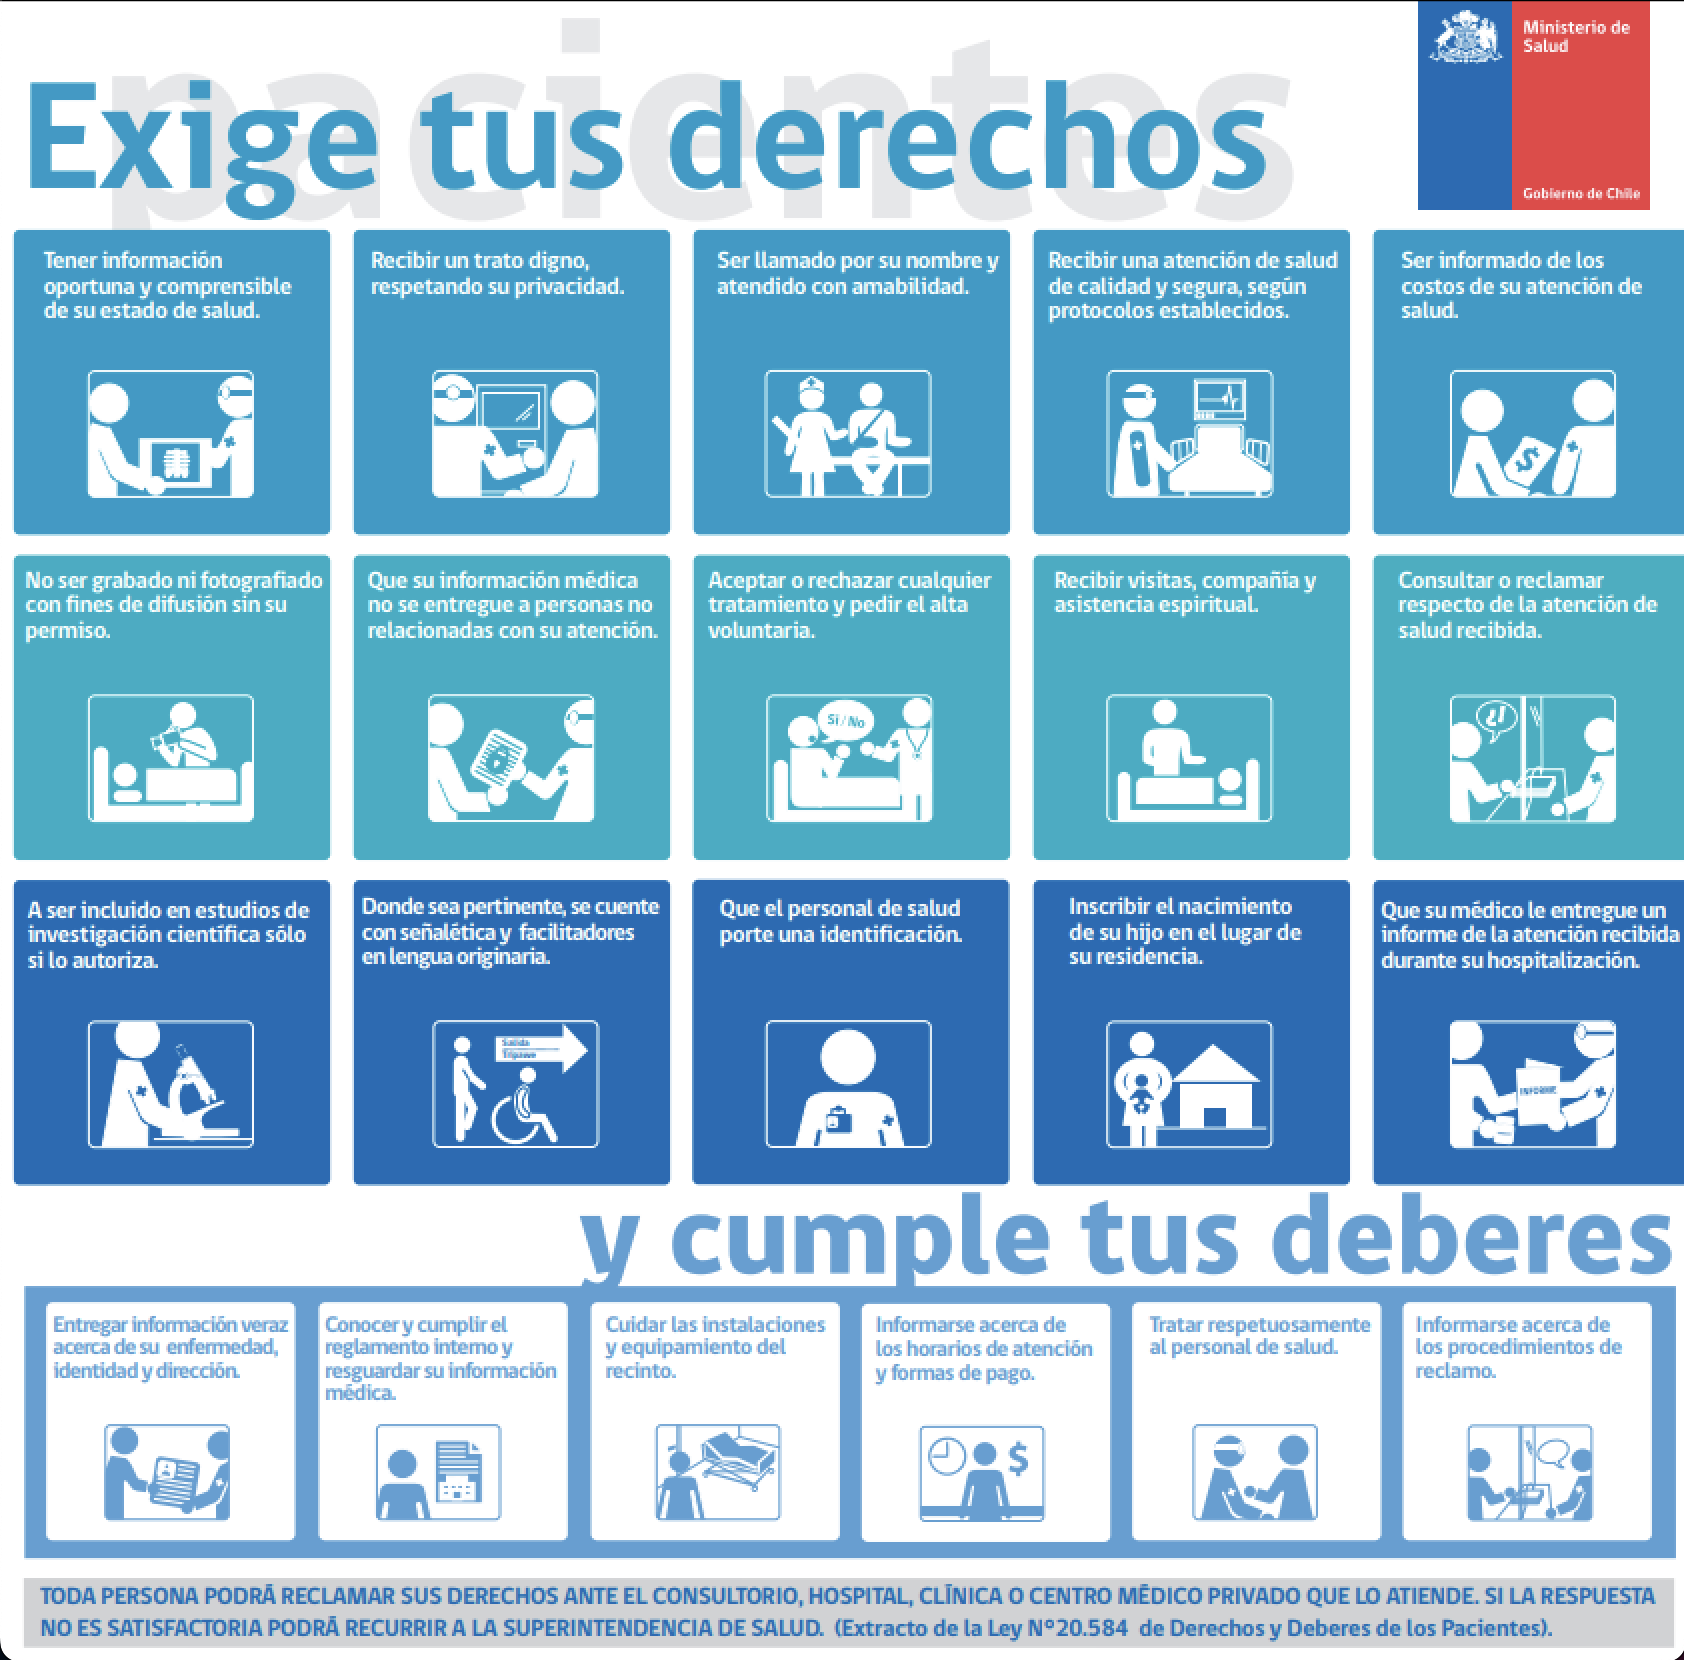 pacientes
Exige tus derechos
Ministerio de
Salud
Gobierno de Chile
Tener información
oportuna y comprensible
de su estado de salud.
Recibir un trato digno,
respetando su privacidad.
Ser llamado por su nombre y
atendido con amabilidad.
Recibir una atención de salud
de calidad y segura, según
protocolos establecidos.
Ser informado de los
costos de su atención de
salud.
$
No ser grabado ni fotografiado
con fines de difusión sin su
permiso.
Que su información médica
no se entregue a personas no
relacionadas con su atención.
Aceptar o rechazar cualquier
tratamiento y pedir el alta
voluntaria.
Si/No
Recibir visitas, compañía y
asistencia espiritual.
Consultar o reclamar
respecto de la atención de
salud recibida.
¿!
A ser incluido en estudios de
investigación científica sólo
si lo autoriza.
Donde sea pertinente, se cuente
con señalética y facilitadores
en lengua originaria.
Salida
Tripawe
Que el personal de salud
porte una identificación.
Inscribir el nacimiento
de su hijo en el lugar de
su residencia.
Que su médico le entregue un
informe de la atención recibida
durante su hospitalización.
INFORME
y cumple tus deberes
Entregar información veraz
acerca de su enfermedad,
identidad y dirección.
Conocer y cumplir el
reglamento interno y
resguardar su información
médica.
Cuidar las instalaciones
y equipamiento del
recinto.
Informarse acerca de
los horarios de atención
y formas de pago.
$
Tratar respetuosamente
al personal de salud.
Informarse acerca de
los procedimientos de
reclamo.
TODA PERSONA PODRÁ RECLAMAR SUS DERECHOS ANTE EL CONSULTORIO, HOSPITAL, CLÍNICA O CENTRO MÉDICO PRIVADO QUE LO ATIENDE. SI LA RESPUESTA
NO ES SATISFACTORIA PODRÁ RECURRIR A LA SUPERINTENDENCIA DE SALUD. (Extracto de la Ley N°20.584 de Derechos y Deberes de los Pacientes).